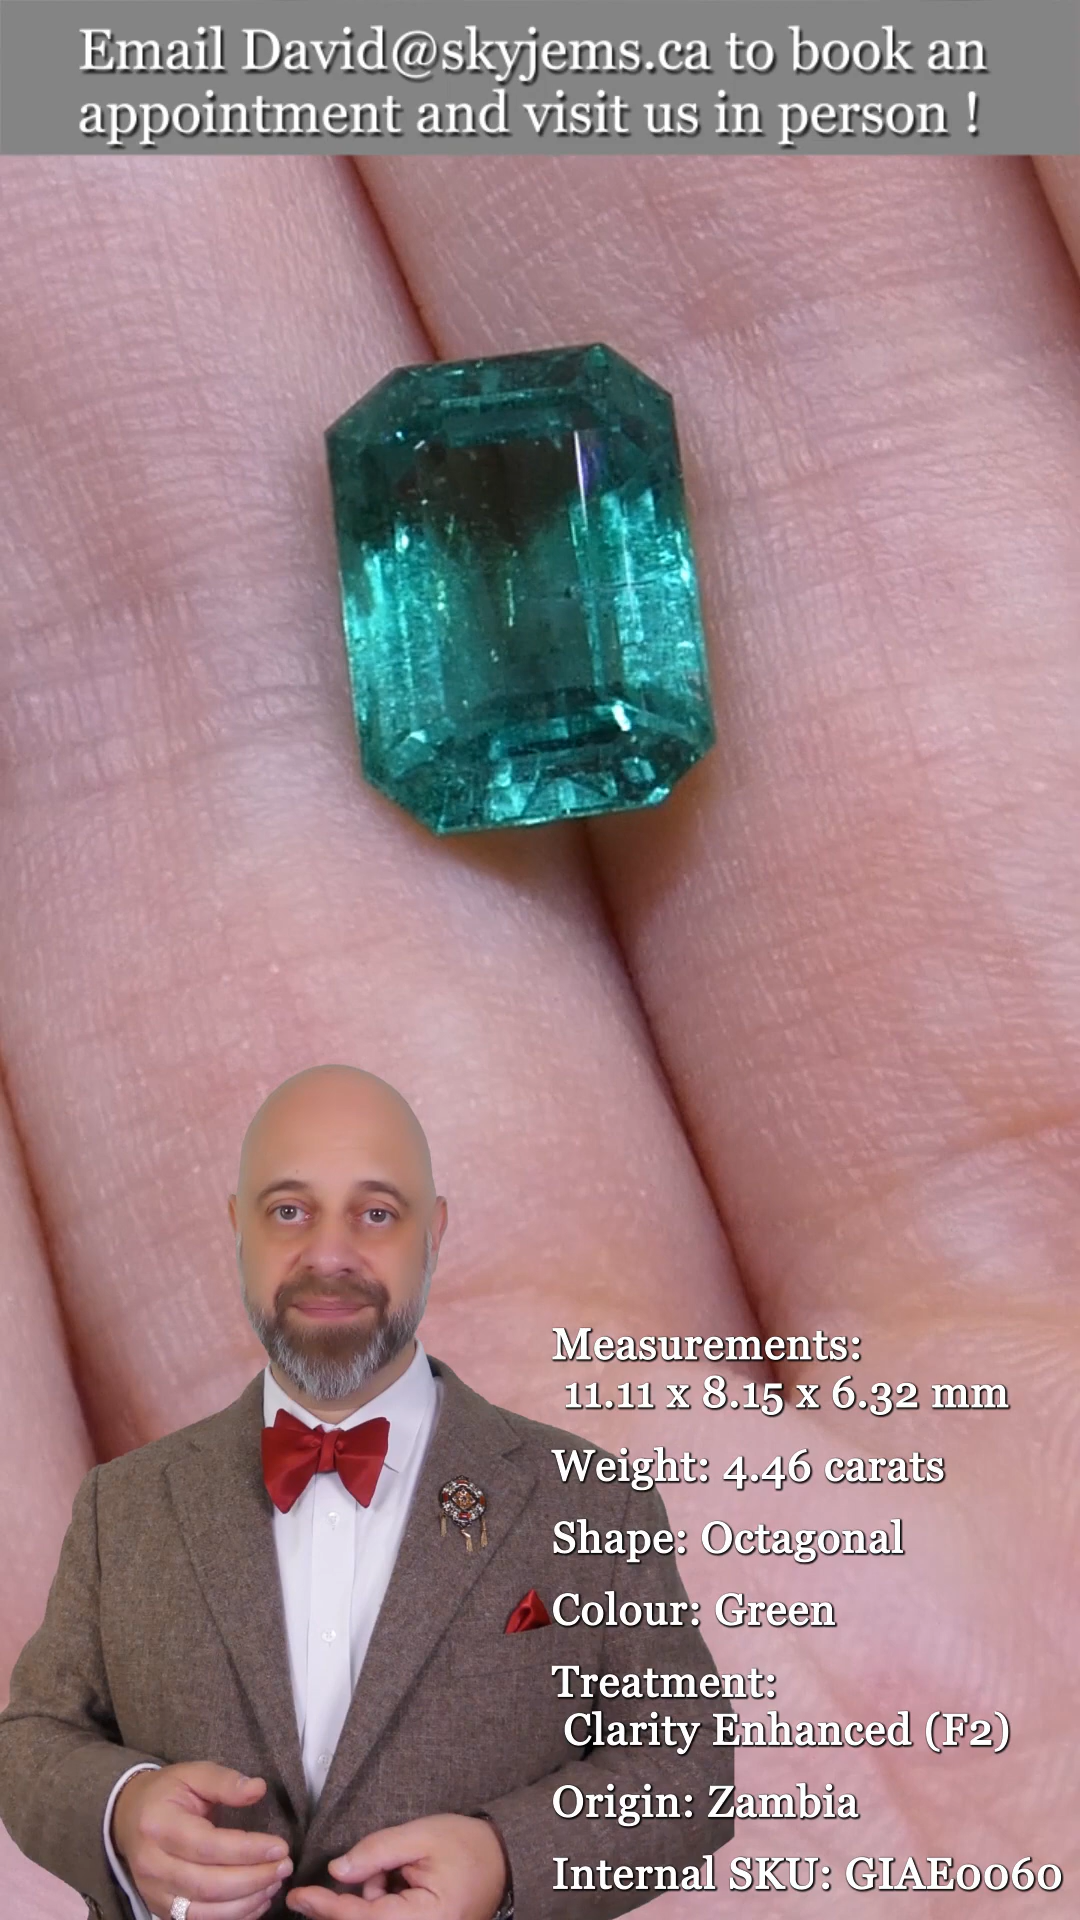 Email David@skyjems.ca to book an
appointment and visit us in person !
Measurements:
11.11 x 8.15 x 6.32 mm
Weight: 4.46 carats
Shape: Octagonal
Colour: Green
Treatment:
Clarity Enhanced (F2)
Origin: Zambia
Internal SKU: GIAE0060